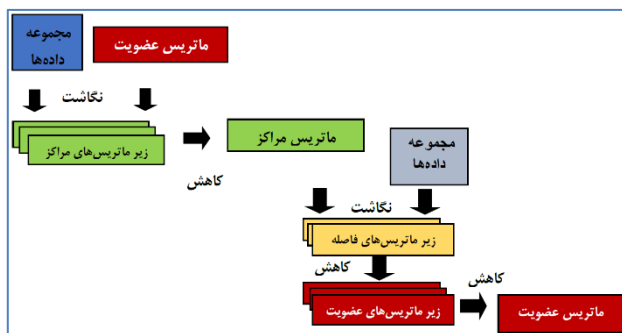 مجموعه
داده‌ها
ماتریس عضویت
نگاشت
زیر ماتریس‌های مراکز
کاهش
ماتریس مراکز
مجموعه
داده‌ها
نگاشت
زیر ماتریس‌های فاصله
کاهش
زیر ماتریس‌های عضویت
کاهش
ماتریس عضویت